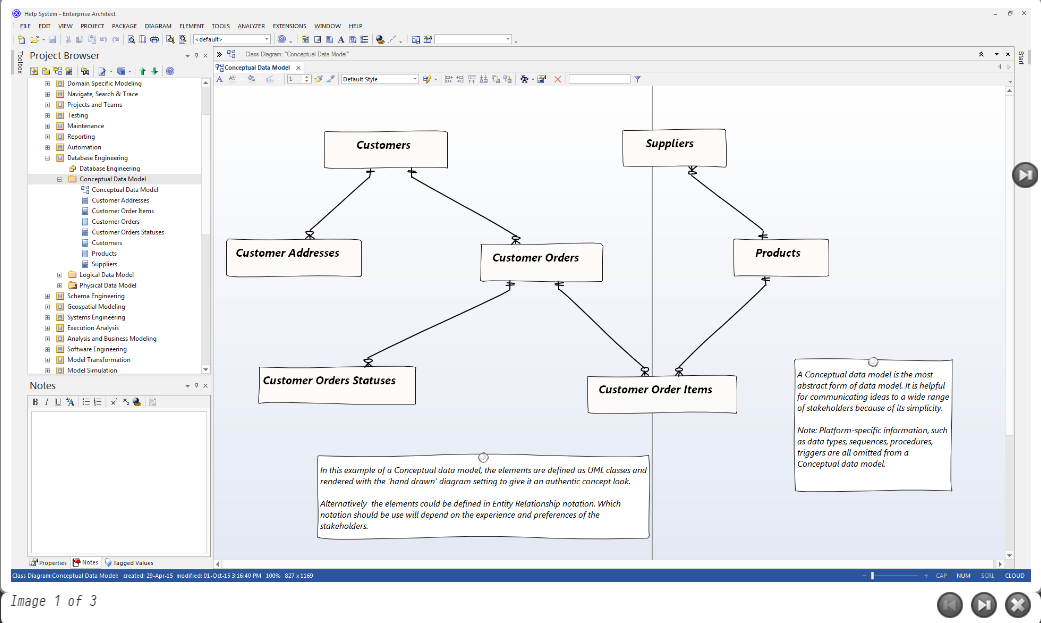 Help System - Enterprise Architect
FILE EDIT VIEW PROJECT PACKAGE DIAGRAM ELEMENT TOOLS ANALYZER EXTENSIONS WINDOW HELP
<default>
Toolbox
Project Browser
Domain Specific Modeling
Navigate, Search & Trace
Projects and Teams
Testing
Maintenance
Reporting
Automation
Database Engineering
Database Engineering
Conceptual Data Model
Conceptual Data Model
Customer Addresses
Customer Order Items
Customer Orders
Customer Orders Statuses
Customers
Products
Suppliers
Logical Data Model
Physical Data Model
Schema Engineering
Geospatial Modeling
Systems Engineering
Execution Analysis
Analysis and Business Modeling
Software Engineering
Model Transformation
Model Simulation
Notes
B I U
Properties Notes Tagged Values
Class Diagram: "Conceptual Data Model"
Conceptual Data Model
1 Default Style
Start
Customers
Suppliers
Customer Addresses
Customer Orders
Products
Customer Orders Statuses
Customer Order Items
A Conceptual data model is the most
abstract form of data model. It is helpful
for communicating ideas to a wide range
of stakeholders because of its simplicity.
Note: Platform-specific information, such
as data types, sequences, procedures,
triggers are all omitted from a
Conceptual data model.
In this example of a Conceptual data model, the elements are defined as UML classes and
rendered with the 'hand drawn' diagram setting to give it an authentic concept look.
Alternatively the elements could be defined in Entity Relationship notation. Which
notation should be use will depend on the experience and preferences of the
stakeholders.
Class Diagram:Conceptual Data Model: created: 29-Apr-15 modified: 01-Oct-15 3:16:40 PM 100% 827 x 1169
CAP NUM SCRL CLOUD
Image 1 of 3